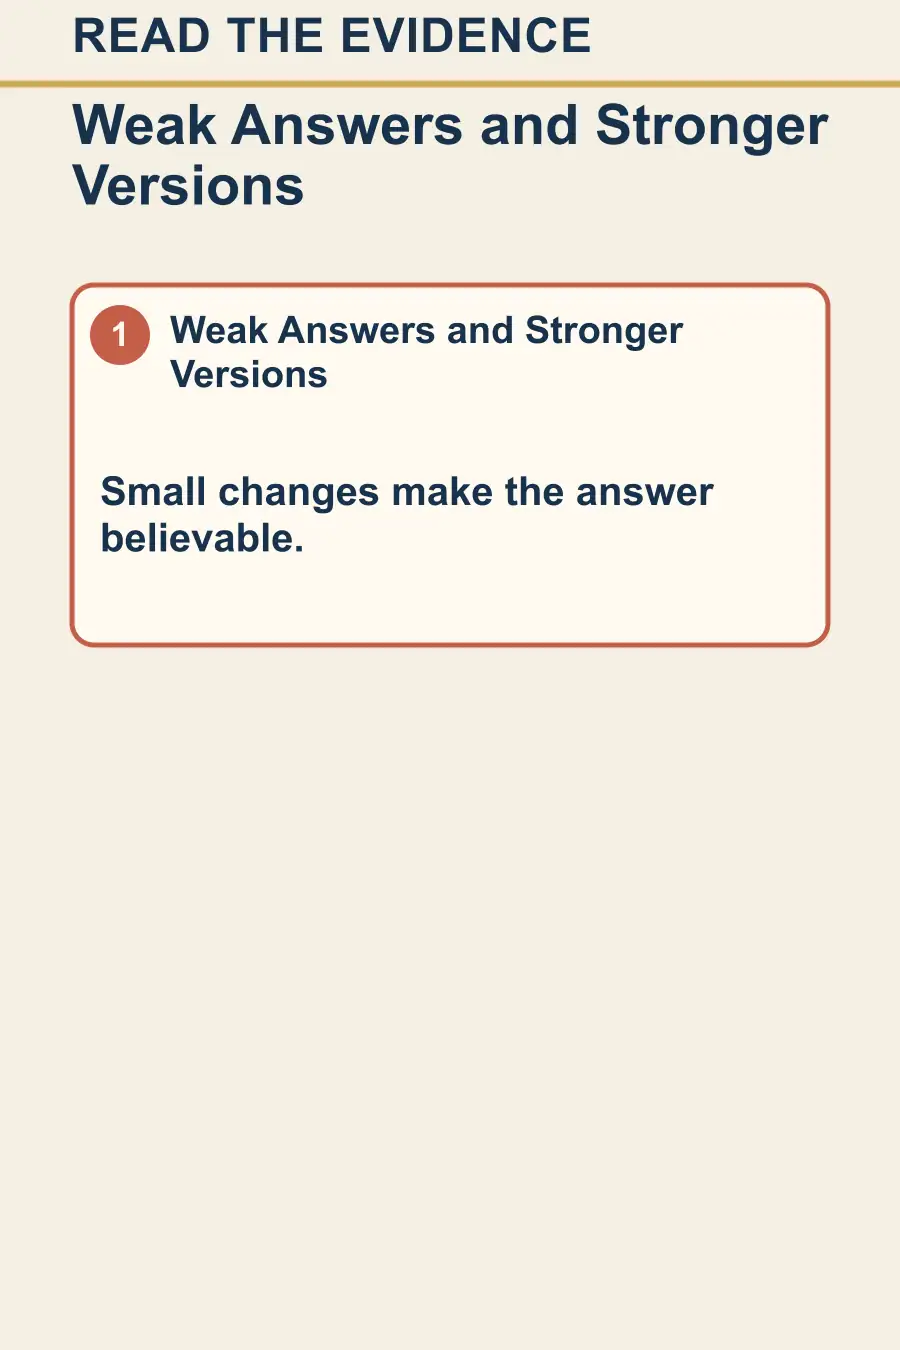 READ THE EVIDENCE
Weak Answers and Stronger
Versions
1
Weak Answers and Stronger
Versions
Small changes make the answer
believable.